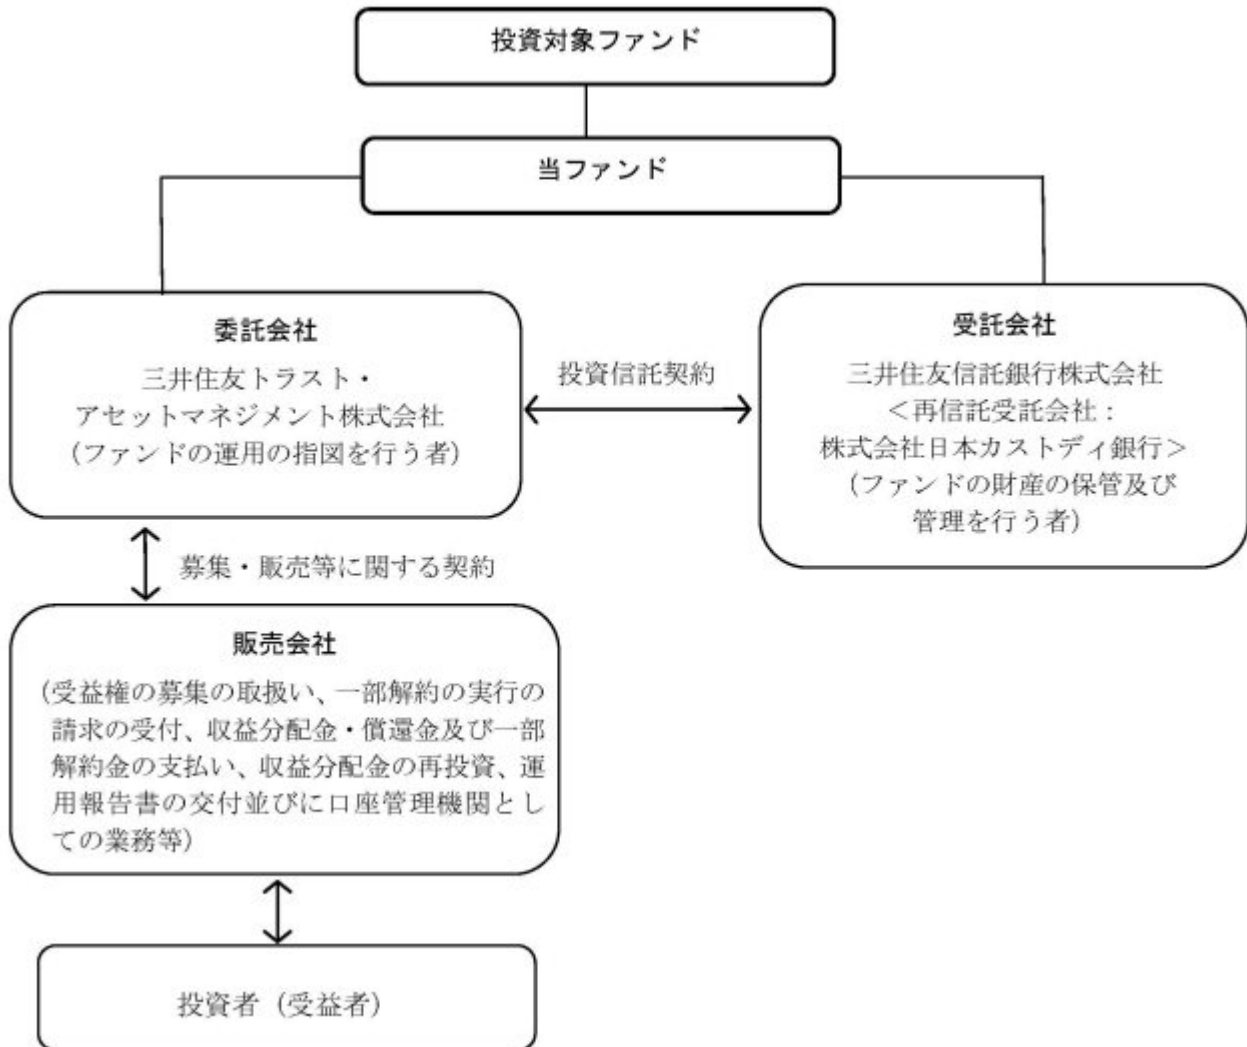 投資対象ファンド
当ファンド
委託会社
三井住友トラスト・
アセットマネジメント株式会社
（ファンドの運用の指図を行う者）
投資信託契約
受託会社
三井住友信託銀行株式会社
＜再信託受託会社：
株式会社日本カストディ銀行＞
（ファンドの財産の保管及び
管理を行う者）
募集・販売等に関する契約
販売会社
（受益権の募集の取扱い、一部解約の実行の
請求の受付、収益分配金・償還金及び一部
解約金の支払い、収益分配金の再投資、運
用報告書の交付並びに口座管理機関とし
ての業務等）
投資者（受益者）